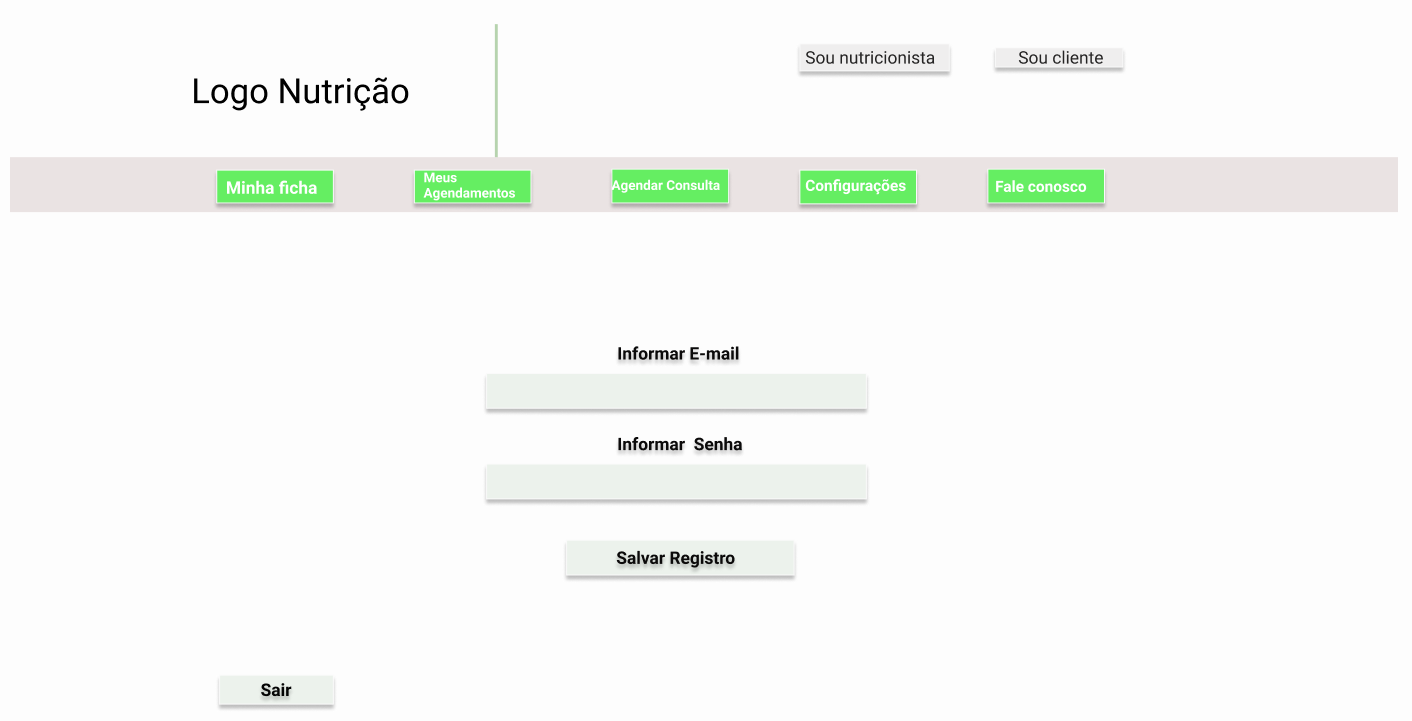 Logo Nutrição
Sou nutricionista
Sou cliente
Minha ficha
Meus
Agendamentos
Agendar Consulta
Configurações
Fale conosco
Informar E-mail
Informar  Senha
Salvar Registro
Sair